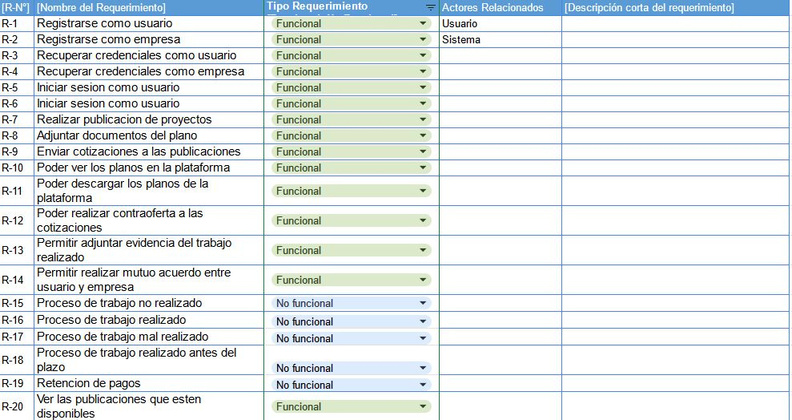 [R-N°] [Nombre del Requerimiento] Tipo Requerimiento Actores Relacionados [Descripción corta del requerimiento]
R-1 Registrarse como usuario Funcional Usuario
R-2 Registrarse como empresa Funcional Sistema
R-3 Recuperar credenciales como usuario Funcional
R-4 Recuperar credenciales como empresa Funcional
R-5 Iniciar sesion como usuario Funcional
R-6 Iniciar sesion como usuario Funcional
R-7 Realizar publicacion de proyectos Funcional
R-8 Adjuntar documentos del plano Funcional
R-9 Enviar cotizaciones a las publicaciones Funcional
R-10 Poder ver los planos en la plataforma Funcional
R-11 Poder descargar los planos de la
plataforma Funcional
R-12 Poder realizar contraoferta a las
cotizaciones Funcional
R-13 Permitir adjuntar evidencia del trabajo
realizado Funcional
R-14 Permitir realizar mutuo acuerdo entre
usuario y empresa Funcional
R-15 Proceso de trabajo no realizado No funcional
R-16 Proceso de trabajo realizado No funcional
R-17 Proceso de trabajo mal realizado No funcional
R-18 Proceso de trabajo realizado antes del
plazo No funcional
R-19 Retencion de pagos No funcional
R-20 Ver las publicaciones que esten
disponibles Funcional